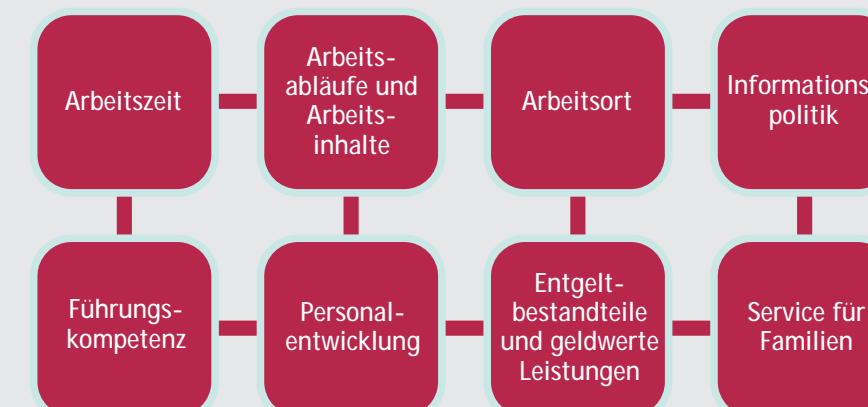 Arbeitszeit
Arbeits-
abläufe und
Arbeits-
inhalte
Arbeitsort
Informations
politik
Führungs-
kompetenz
Personal-
entwicklung
Entgelt-
bestandteile
und geldwerte
Leistungen
Service für
Familien